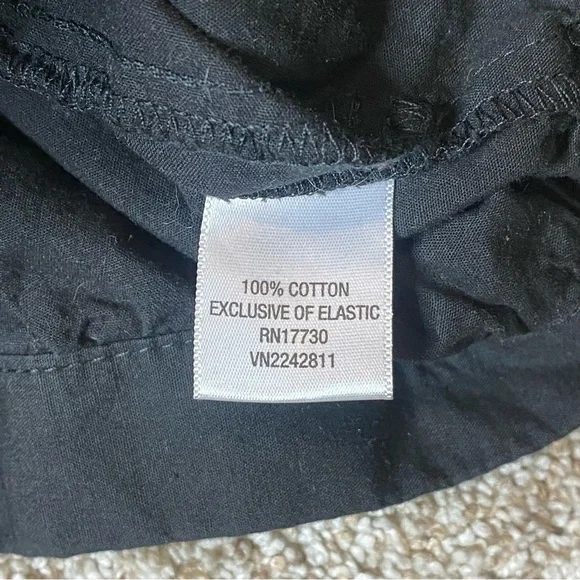 100% COTTON
EXCLUSIVE OF ELASTIC
RN17730
VN2242811